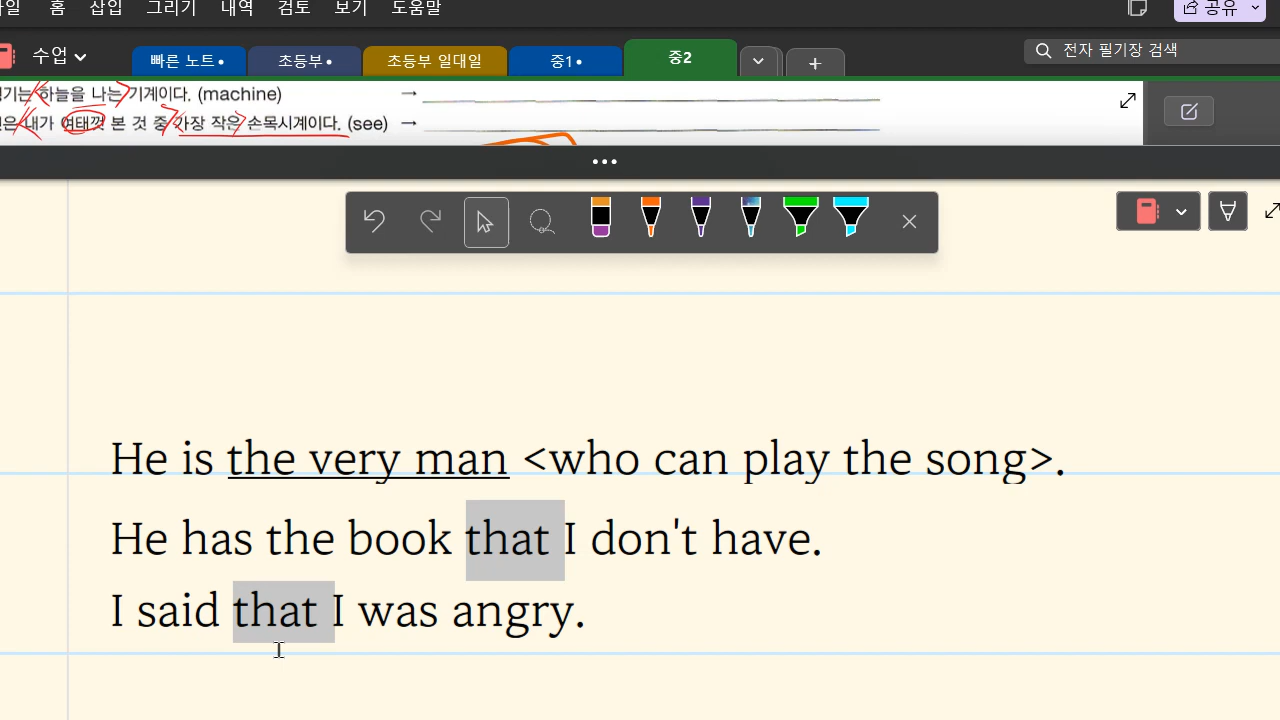 파일 홈 삽입 그리기 내역 검토 보기 도움말 공유
수업 빠른 노트• 초등부• 초등부 일대일 중1• 중2 + 전자 필기장 검색
하늘을 나는 기계이다. (machine) →
내가 여태껏 본 것 중 가장 작은 손목시계이다. (see) →
He is the very man <who can play the song>.
He has the book that I don't have.
I said that I was angry.